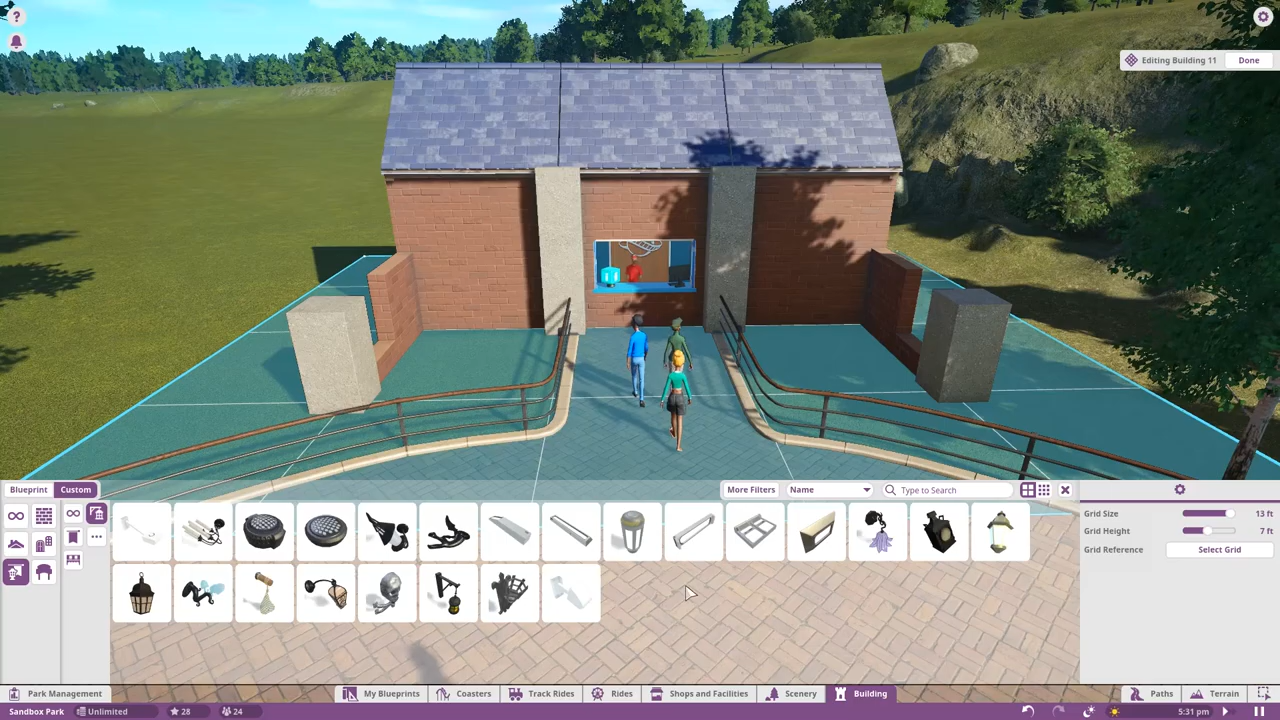 ?
Editing Building 11 Done
Blueprint Custom More Filters Name Type to Search
Grid Size 13 ft
Grid Height 7 ft
Grid Reference Select Grid
Park Management My Blueprints Coasters Track Rides Rides Shops and Facilities Scenery Building Paths Terrain
Sandbox Park Unlimited 28 24 5:31 pm